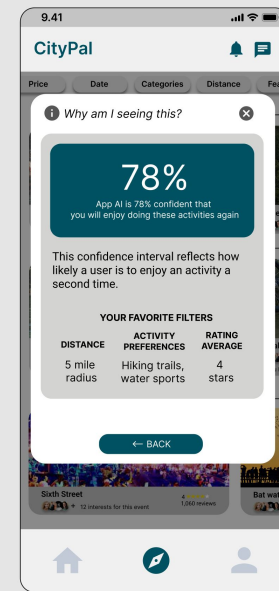 9.41
CityPal
Price Date Categories Distance Fea
Why am I seeing this?
78%
App AI is 78% confident that
you will enjoy doing these activities again
This confidence interval reflects how
likely a user is to enjoy an activity a
second time.
YOUR FAVORITE FILTERS
DISTANCE
5 mile
radius
ACTIVITY
PREFERENCES
Hiking trails,
water sports
RATING
AVERAGE
4
stars
← BACK
Sixth Street
+ 12 interests for this event
4
1,060 reviews
Bat wat